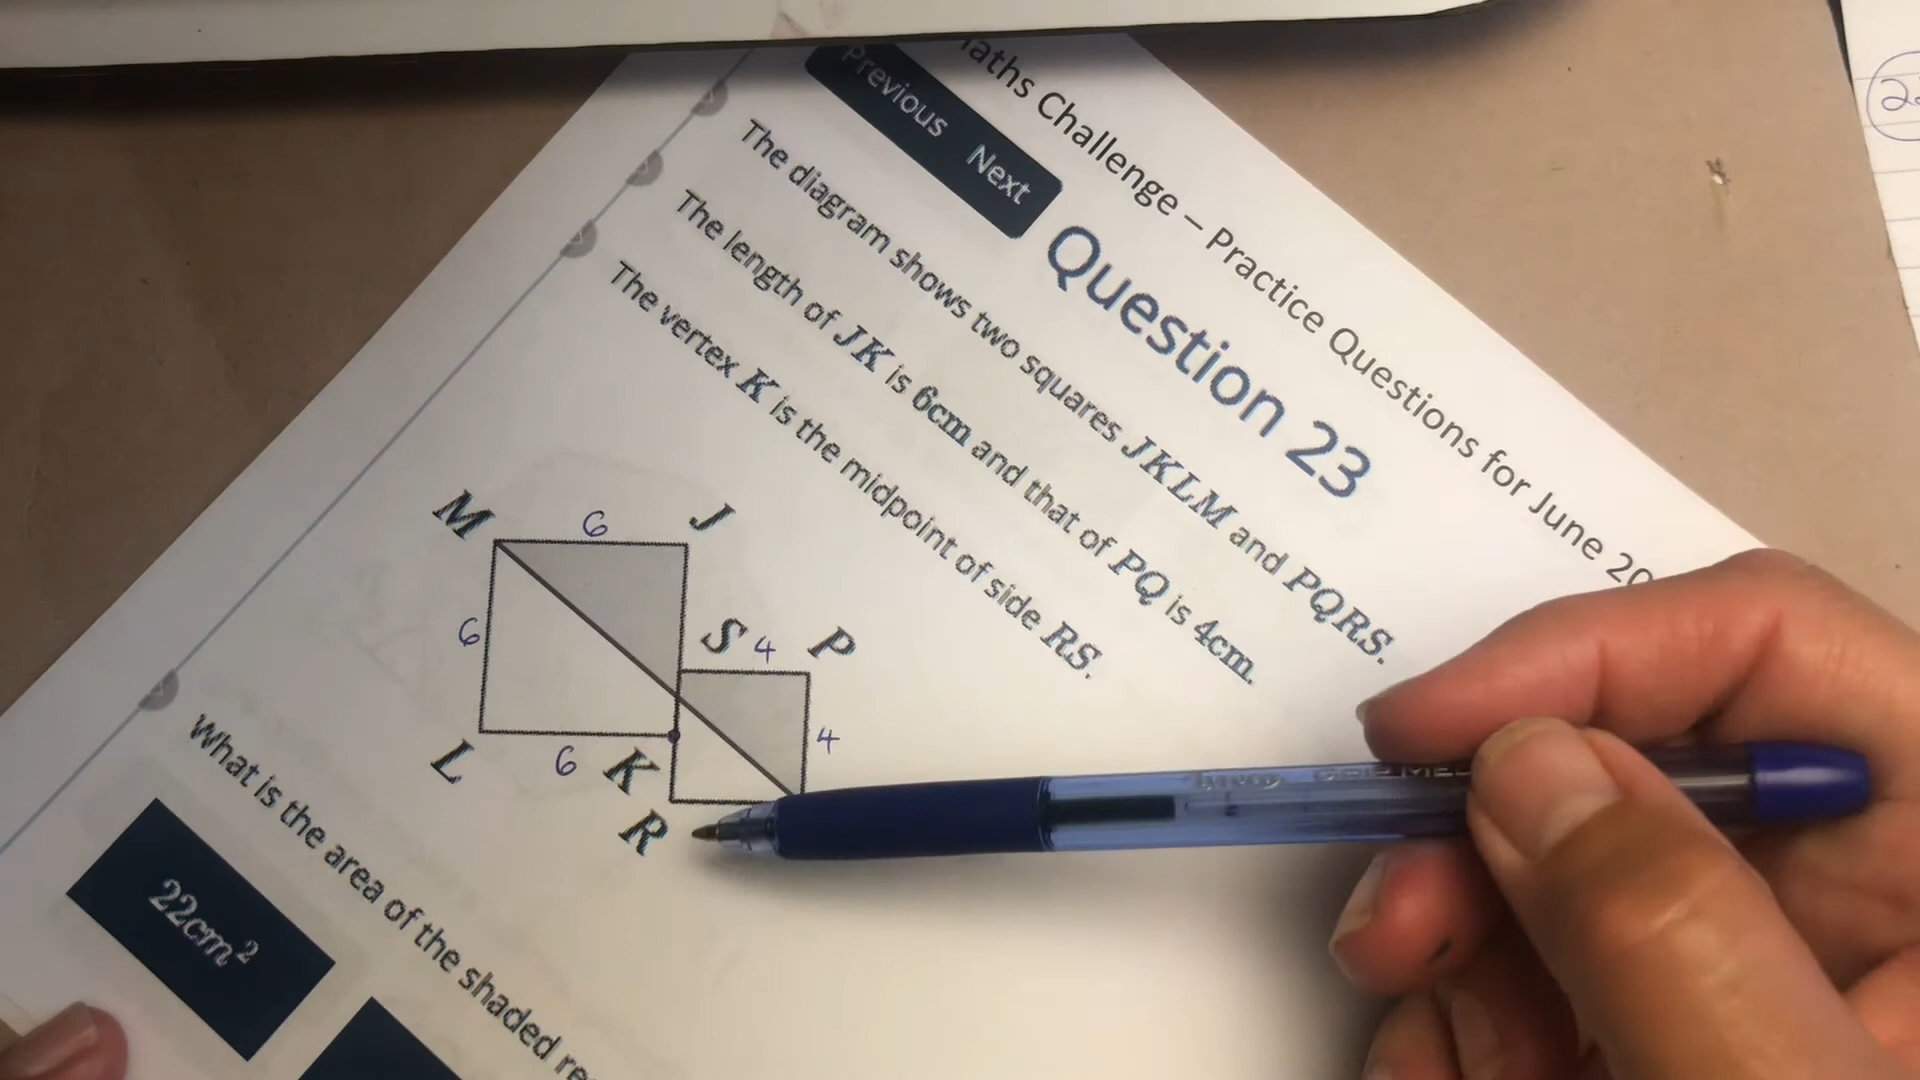 Maths Challenge – Practice Questions for June 20
Previous Next
Question 23
The diagram shows two squares JKLM and PQRS.
The length of JK is 6cm and that of PQ is 4cm.
The vertex K is the midpoint of side RS.
M 6 J
6 S 4 P
4
L 6 K
R
What is the area of the shaded
22cm²